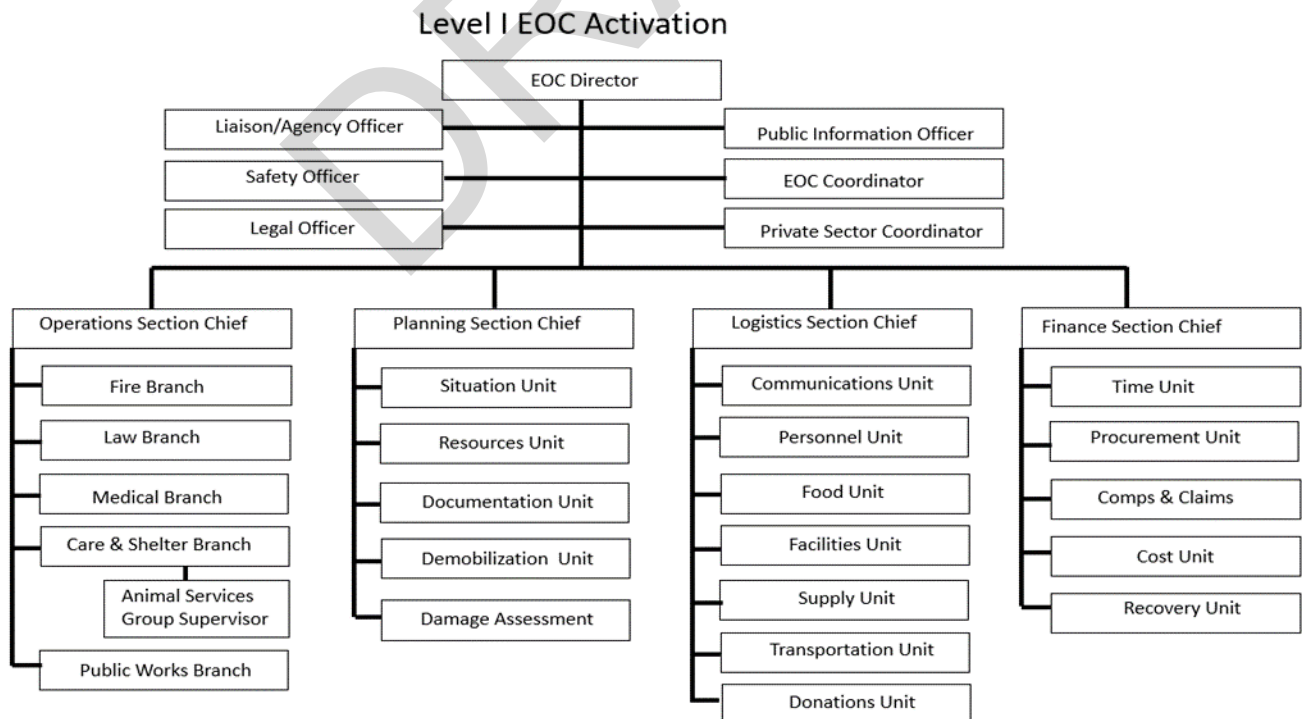 Level I EOC Activation
EOC Director
Liaison/Agency Officer
Public Information Officer
Safety Officer
EOC Coordinator
Legal Officer
Private Sector Coordinator
Operations Section Chief
Fire Branch
Law Branch
Medical Branch
Care & Shelter Branch
Animal Services
Group Supervisor
Public Works Branch
Planning Section Chief
Situation Unit
Resources Unit
Documentation Unit
Demobilization Unit
Damage Assessment
Logistics Section Chief
Communications Unit
Personnel Unit
Food Unit
Facilities Unit
Supply Unit
Transportation Unit
Donations Unit
Finance Section Chief
Time Unit
Procurement Unit
Comps & Claims
Cost Unit
Recovery Unit